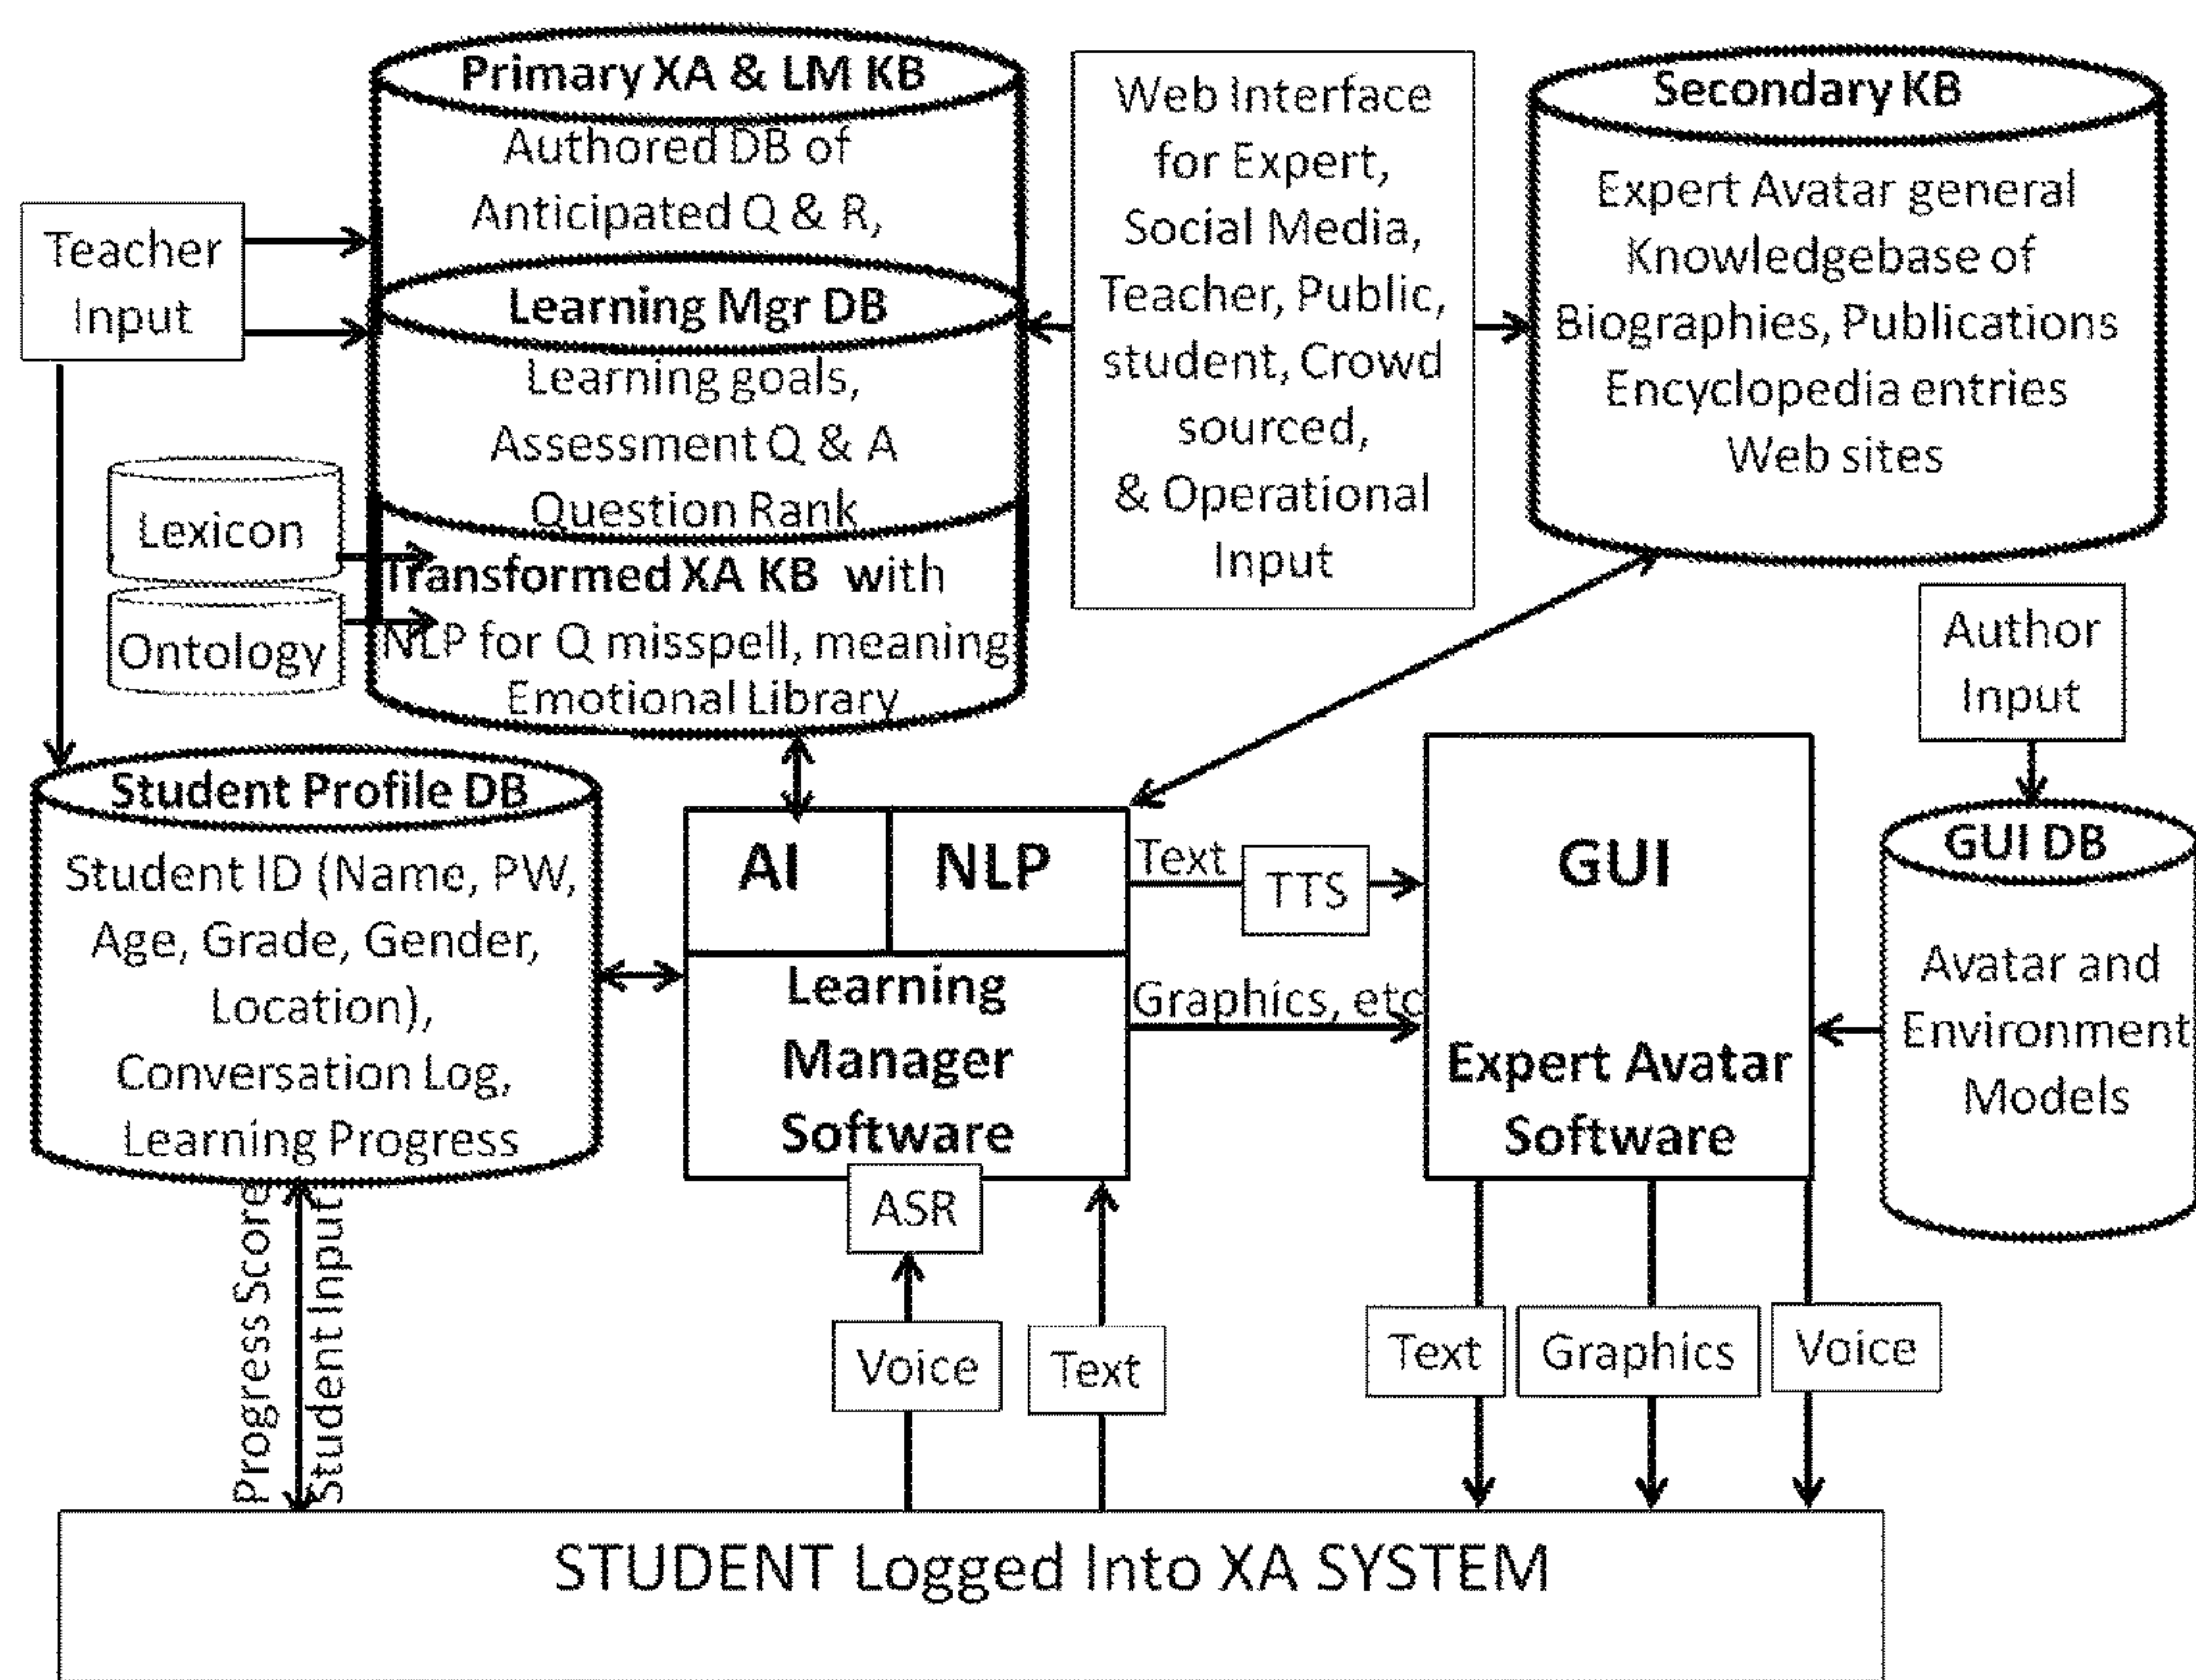 Primary XA & LM KB
Authored DB of
Anticipated Q & R,
Learning Mgr DB
Learning goals,
Assessment Q & A
Question Rank
Transformed XA KB with
NLP for Q misspell, meaning
Emotional Library
Web Interface
for Expert,
Social Media,
Teacher, Public,
student, Crowd
sourced,
& Operational
Input
Secondary KB
Expert Avatar general
Knowledgebase of
Biographies, Publications
Encyclopedia entries
Web sites
Teacher
Input
Lexicon
Ontology
Author
Input
Student Profile DB
Student ID (Name, PW,
Age, Grade, Gender,
Location),
Conversation Log,
Learning Progress
AI
NLP
Learning
Manager
Software
ASR
Text
TTS
Graphics, etc
GUI
Expert Avatar
Software
GUI DB
Avatar and
Environment
Models
Progress Score
Student Input
Voice
Text
Text
Graphics
Voice
STUDENT Logged Into XA SYSTEM